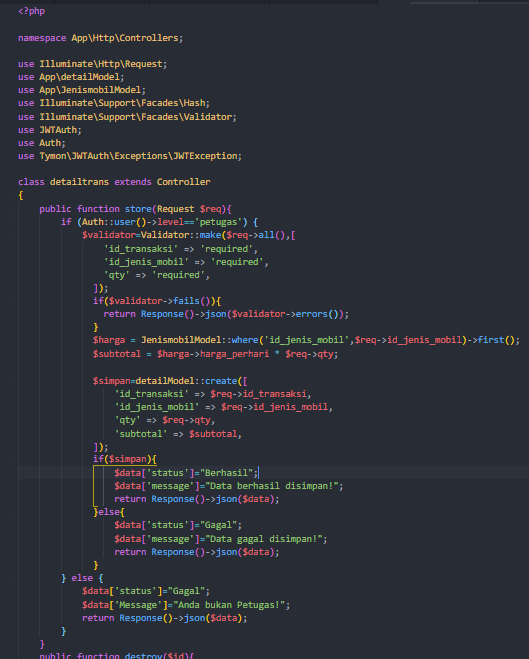 <?php
namespace App\Http\Controllers;
use Illuminate\Http\Request;
use App\detailModel;
use App\JenismobilModel;
use Illuminate\Support\Facades\Hash;
use Illuminate\Support\Facades\Validator;
use JWTAuth;
use Auth;
use Tymon\JWTAuth\Exceptions\JWTException;
class detailtrans extends Controller
{
public function store(Request $req){
if (Auth::user()->level=='petugas') {
$validator=Validator::make($req->all(),[
'id_transaksi' => 'required',
'id_jenis_mobil' => 'required',
'qty' => 'required',
]);
if($validator->fails()){
return Response()->json($validator->errors());
}
$harga = JenismobilModel::where('id_jenis_mobil',$req->id_jenis_mobil)->first();
$subtotal = $harga->harga_perhari * $req->qty;
$simpan=detailModel::create([
'id_transaksi' => $req->id_transaksi,
'id_jenis_mobil' => $req->id_jenis_mobil,
'qty' => $req->qty,
'subtotal' => $subtotal,
]);
if($simpan){
$data['status']="Berhasil";
$data['message']="Data berhasil disimpan!";
return Response()->json($data);
}else{
$data['status']="Gagal";
$data['message']="Data gagal disimpan!";
return Response()->json($data);
}
} else {
$data['status']="Gagal";
$data['Message']="Anda bukan Petugas!";
return Response()->json($data);
}
}
public function destroy($id){